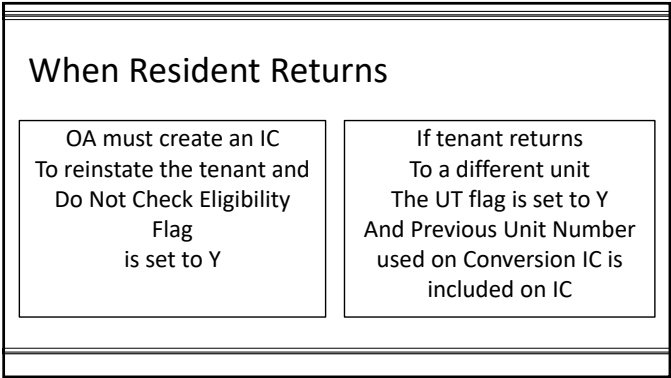 When Resident Returns
OA must create an IC
To reinstate the tenant and
Do Not Check Eligibility
Flag
is set to Y
If tenant returns
To a different unit
The UT flag is set to Y
And Previous Unit Number
used on Conversion IC is
included on IC